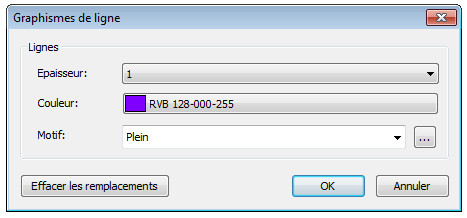 Graphismes de ligne
Lignes
Epaisseur: 1
Couleur: RVB 128-000-255
Motif: Plein ...
Effacer les remplacements OK Annuler